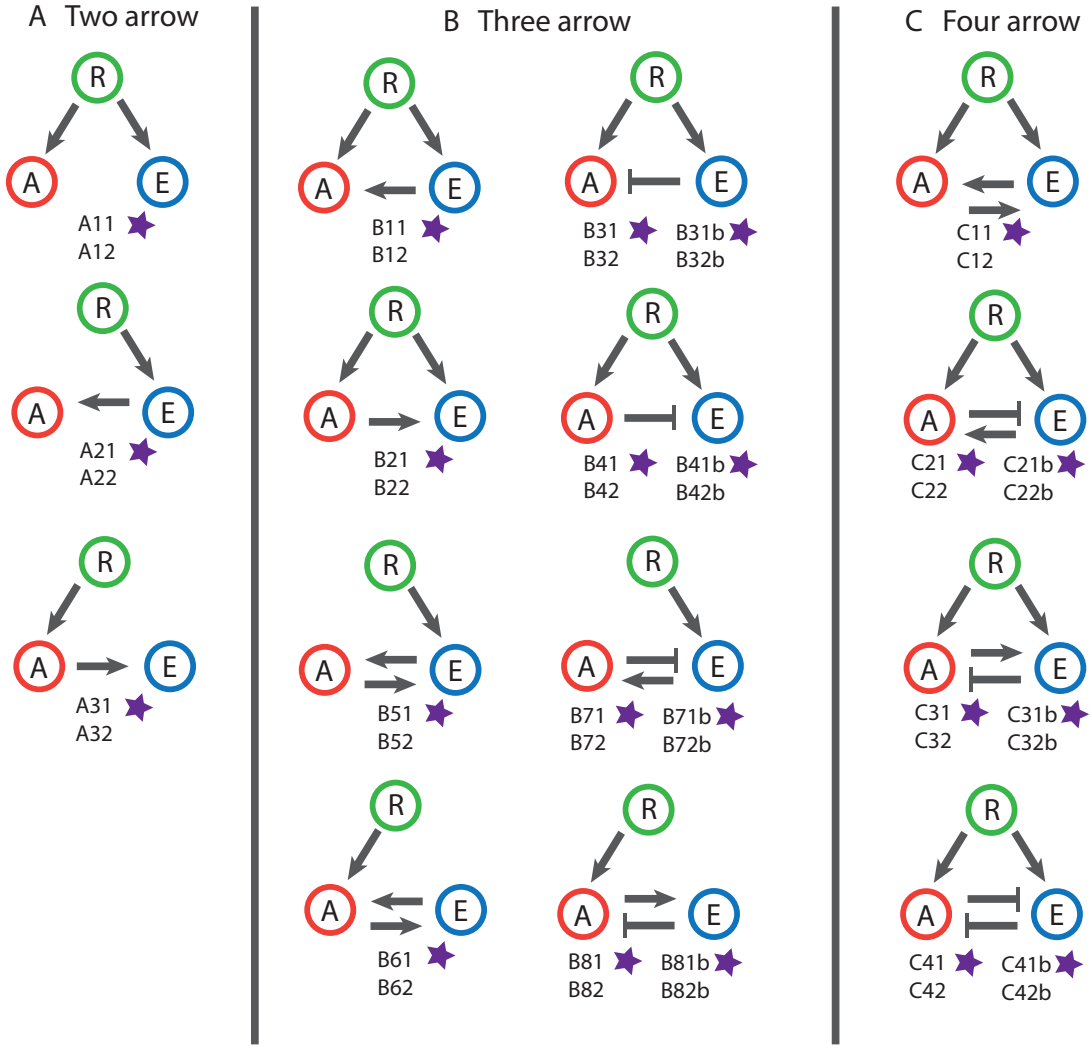 A Two arrow
R
A
E
A11
A12
R
A
E
A21
A22
R
A
E
A31
A32
B Three arrow
R
A
E
B11
B12
R
A
E
B31 B31b
B32 B32b
R
A
E
B21
B22
R
A
E
B41 B41b
B42 B42b
R
A
E
B51
B52
R
A
E
B71 B71b
B72 B72b
R
A
E
B61
B62
R
A
E
B81 B81b
B82 B82b
C Four arrow
R
A
E
C11
C12
R
A
E
C21 C21b
C22 C22b
R
A
E
C31 C31b
C32 C32b
R
A
E
C41 C41b
C42 C42b